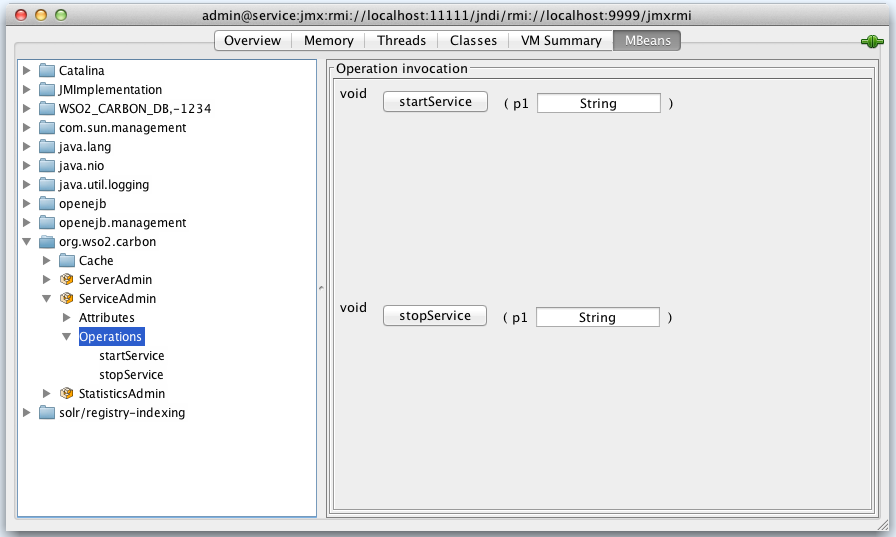 admin@service:jmx:rmi://localhost:11111/jndi/rmi://localhost:9999/jmxrmi
Overview Memory Threads Classes VM Summary MBeans
Catalina
JMImplementation
WSO2_CARBON_DB,-1234
com.sun.management
java.lang
java.nio
java.util.logging
openejb
openejb.management
org.wso2.carbon
Cache
ServerAdmin
ServiceAdmin
Attributes
Operations
startService
stopService
StatisticsAdmin
solr/registry-indexing
Operation invocation
void startService ( p1 String )
void stopService ( p1 String )